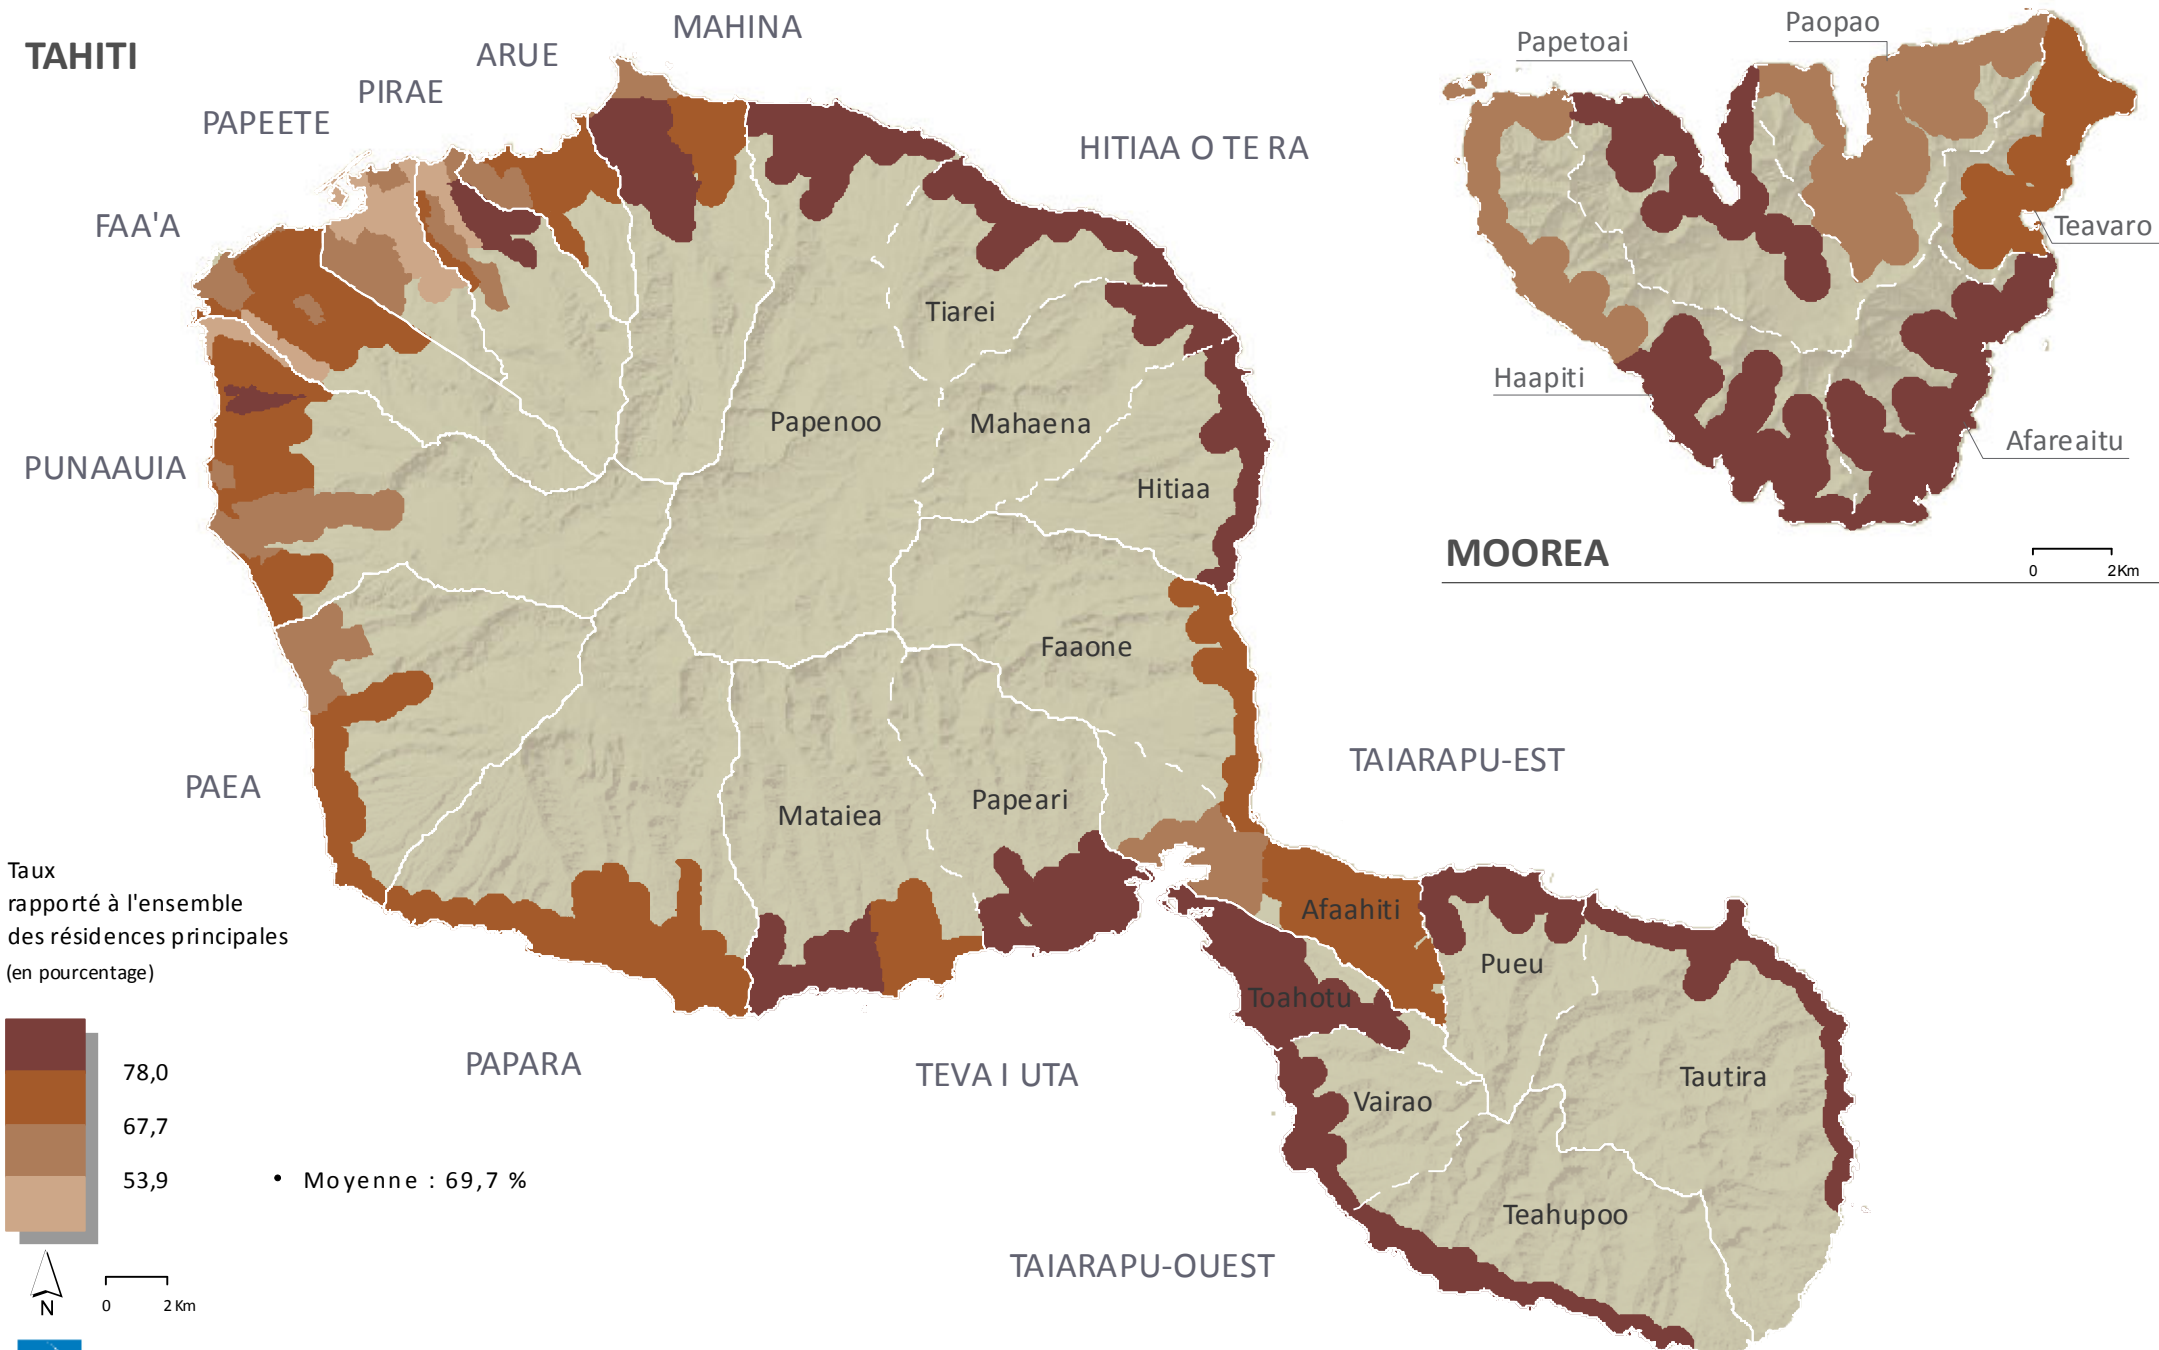 TAHITI
MAHINA
ARUE
PIRAE
PAPEETE
FAA'A
HITIAA O TE RA
Papetoai
Paopao
Teavaro
Haapiti
Afareaitu
MOOREA
0 2Km
Tiarei
Papenoo
Mahaena
Hitiaa
PUNAAUIA
Faaone
TAIARAPU-EST
PAEA
Mataiea
Papeari
Afaahiti
Pueu
Toahotu
Tautira
Vairao
Teahupoo
PAPARA
TEVA I UTA
TAIARAPU-OUEST
Taux
rapporté à l'ensemble
des résidences principales
(en pourcentage)
78,0
67,7
53,9
• Moyenne : 69,7 %
N
0 2 Km